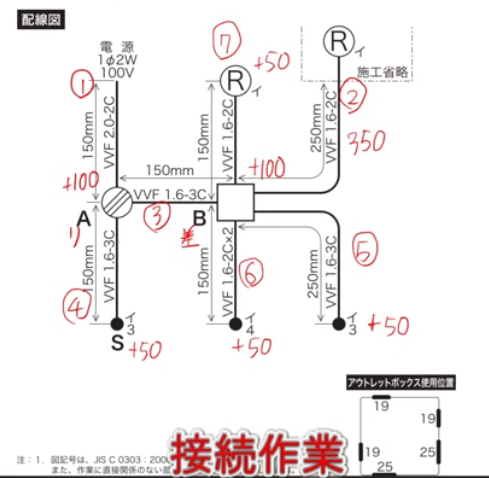 配線図
電源
1φ2W
100V
①
150mm
VVF 2.0-2C
⑦
R
イ
+50
150mm
VVF 1.6-2C
R
イ
施工省略
②
250mm
VVF 1.6-2C
350
150mm
+100
VVF 1.6-3C
③
+100
A
リ
B
差
④
150mm
VVF 1.6-3C
イ
3
S
+50
150mm
VVF 1.6-2C×2
⑥
イ
4
+50
⑤
250mm
VVF 1.6-3C
イ
3
+50
アウトレットボックス使用位置
19
19
19
25
25
注：1. 図記号は、JIS C 0303：200
また、作業に直接関係のない部
接続作業